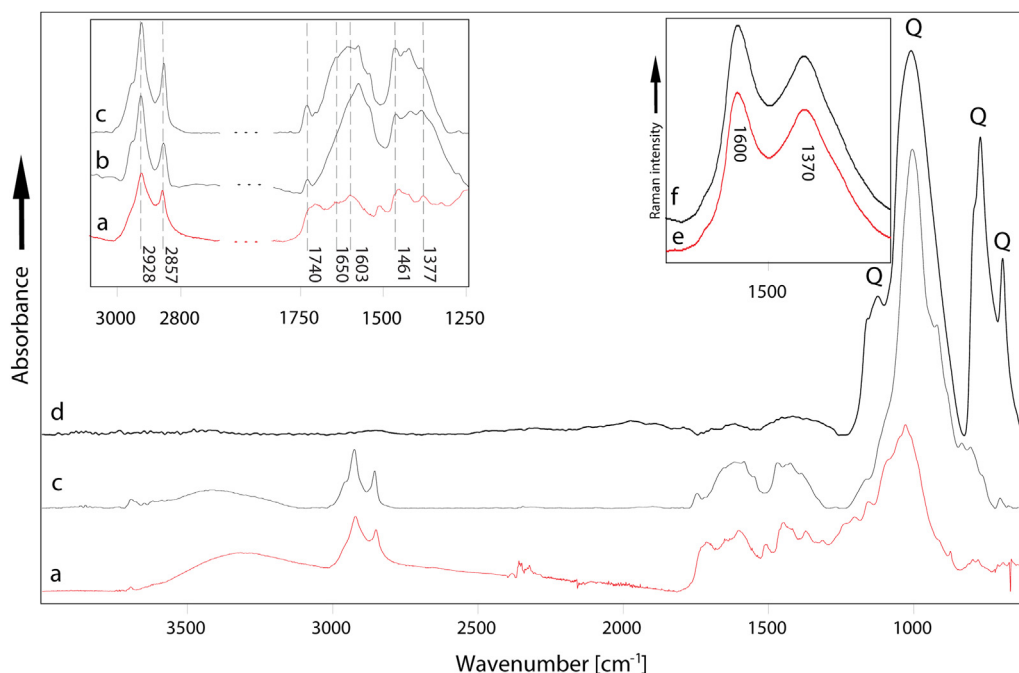 Q
Q
Q
Q
c
b
a
2928
2857
1740
1650
1603
1461
1377
3000
2800
1750
1500
1250
Raman intensity
f
e
1600
1370
1500
Absorbance
d
c
a
3500
3000
2500
2000
1500
1000
Wavenumber [cm⁻¹]